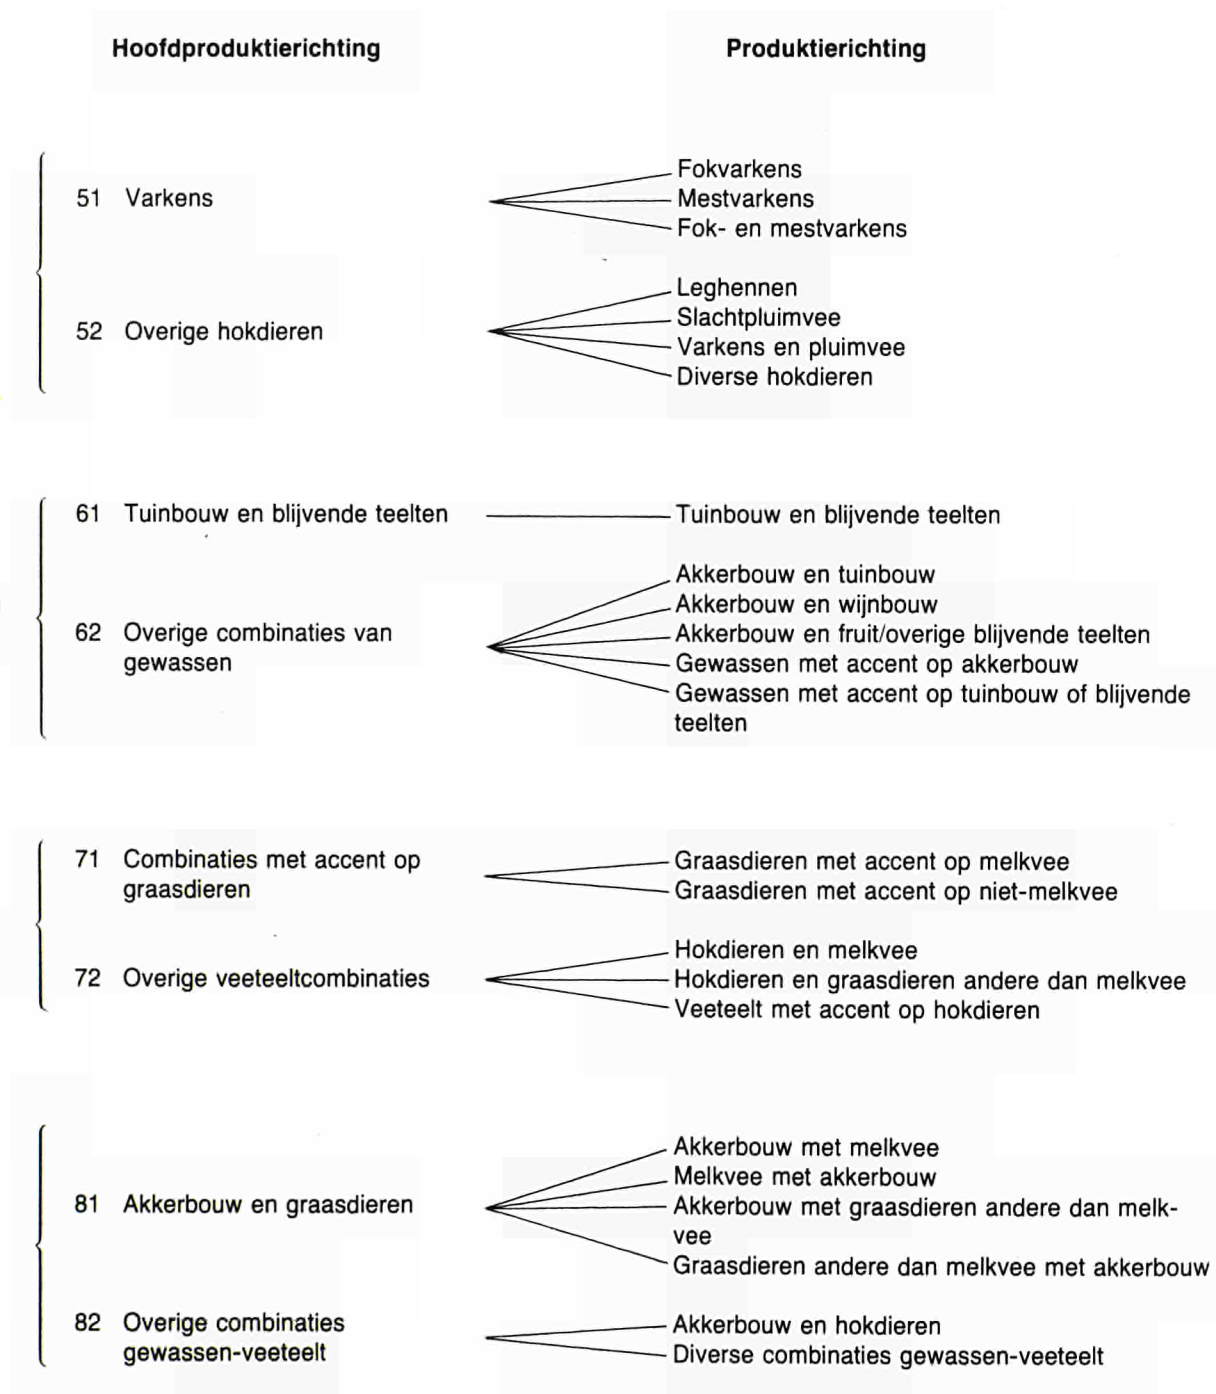 Hoofdproduktierichting
Produktierichting
51 Varkens
Fokvarkens
Mestvarkens
Fok- en mestvarkens
52 Overige hokdieren
Leghennen
Slachtpluimvee
Varkens en pluimvee
Diverse hokdieren
61 Tuinbouw en blijvende teelten
Tuinbouw en blijvende teelten
62 Overige combinaties van
gewassen
Akkerbouw en tuinbouw
Akkerbouw en wijnbouw
Akkerbouw en fruit/overige blijvende teelten
Gewassen met accent op akkerbouw
Gewassen met accent op tuinbouw of blijvende
teelten
71 Combinaties met accent op
graasdieren
Graasdieren met accent op melkvee
Graasdieren met accent op niet-melkvee
72 Overige veeteeltcombinaties
Hokdieren en melkvee
Hokdieren en graasdieren andere dan melkvee
Veeteelt met accent op hokdieren
81 Akkerbouw en graasdieren
Akkerbouw met melkvee
Melkvee met akkerbouw
Akkerbouw met graasdieren andere dan melk-
vee
Graasdieren andere dan melkvee met akkerbouw
82 Overige combinaties
gewassen-veeteelt
Akkerbouw en hokdieren
Diverse combinaties gewassen-veeteelt